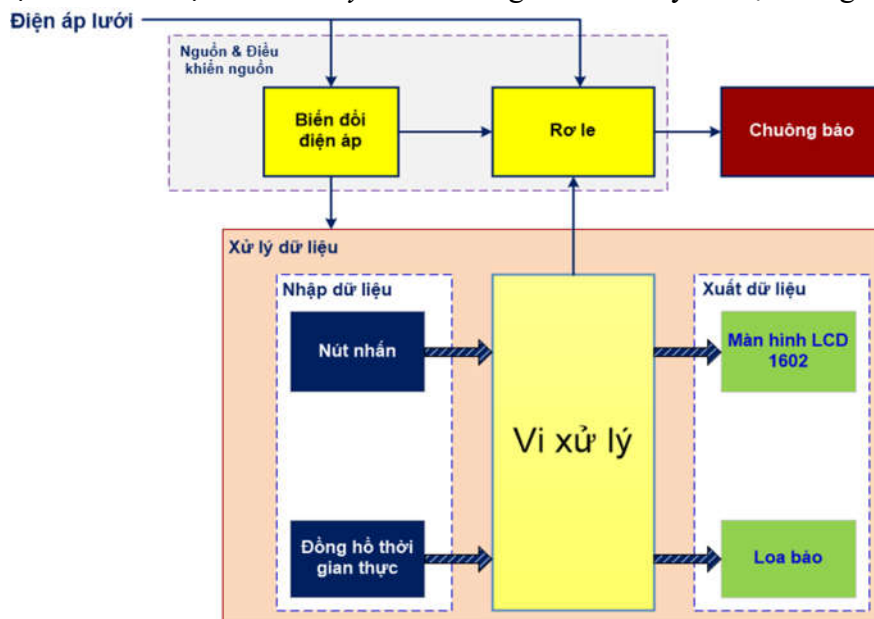 Điện áp lưới
Nguồn & Điều
khiển nguồn
Biến đổi
điện áp
Rơ le
Chuông báo
Xử lý dữ liệu
Nhập dữ liệu
Xuất dữ liệu
Nút nhấn
Màn hình LCD
1602
Vi xử lý
Đồng hồ thời
gian thực
Loa báo